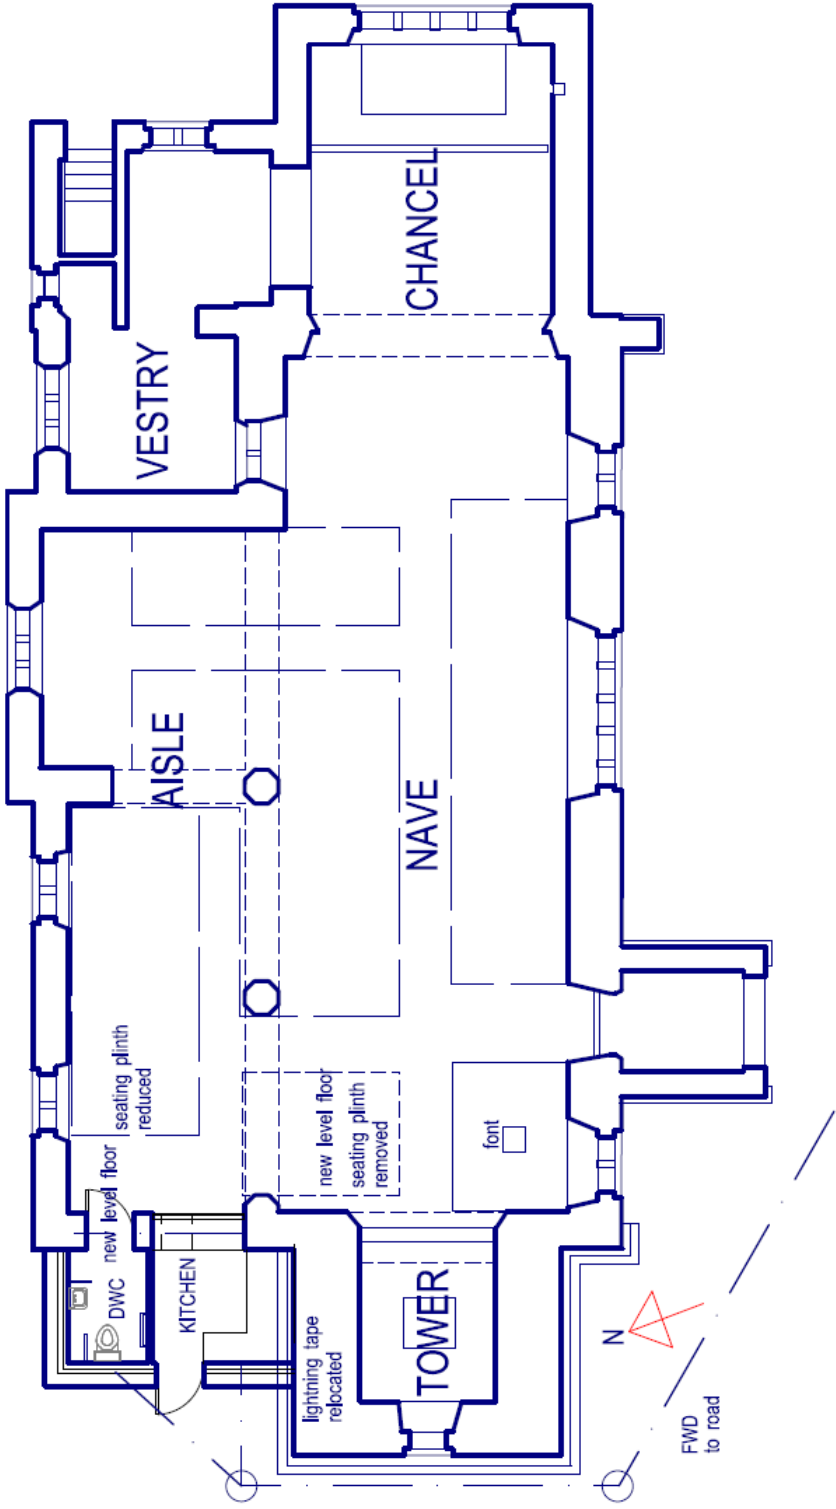 CHANCEL
VESTRY
AISLE
NAVE
seating plinth
reduced
new level floor
seating plinth
removed
font
new level floor
DWC
KITCHEN
TOWER
lightning tape
relocated
N
FWD
to road